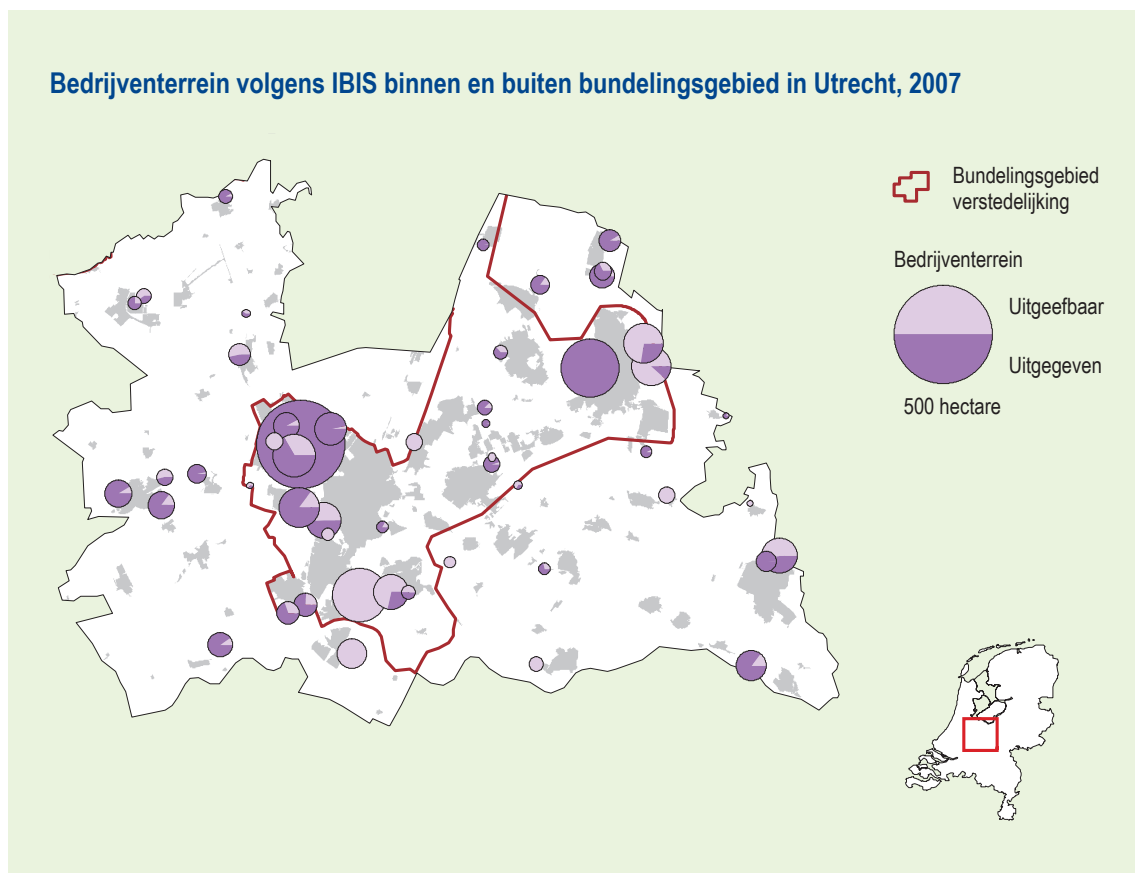 Bedrijventerrein volgens IBIS binnen en buiten bundelingsgebied in Utrecht, 2007
Bundelingsgebied
verstedelijking
Bedrijventerrein
Uitgeefbaar
Uitgegeven
500 hectare